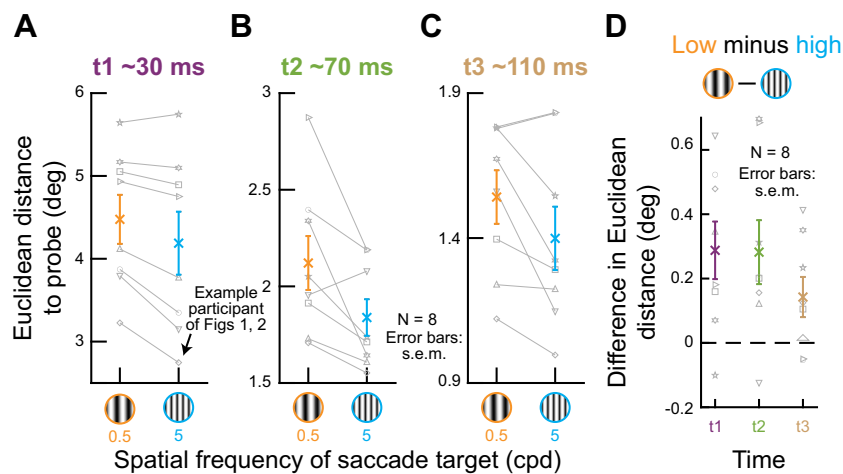 A
B
C
D
t1 ~30 ms
t2 ~70 ms
t3 ~110 ms
Low minus high
Euclidean distance
to probe (deg)
6
5
4
3
Example
participant
of Figs 1, 2
0.5
5
3
2.5
2
1.5
N = 8
Error bars:
s.e.m.
0.5
5
1.9
1.4
0.9
0.5
5
Spatial frequency of saccade target (cpd)
Difference in Euclidean
distance (deg)
0.6
0.4
0.2
0
-0.2
N = 8
Error bars:
s.e.m.
t1
t2
t3
Time